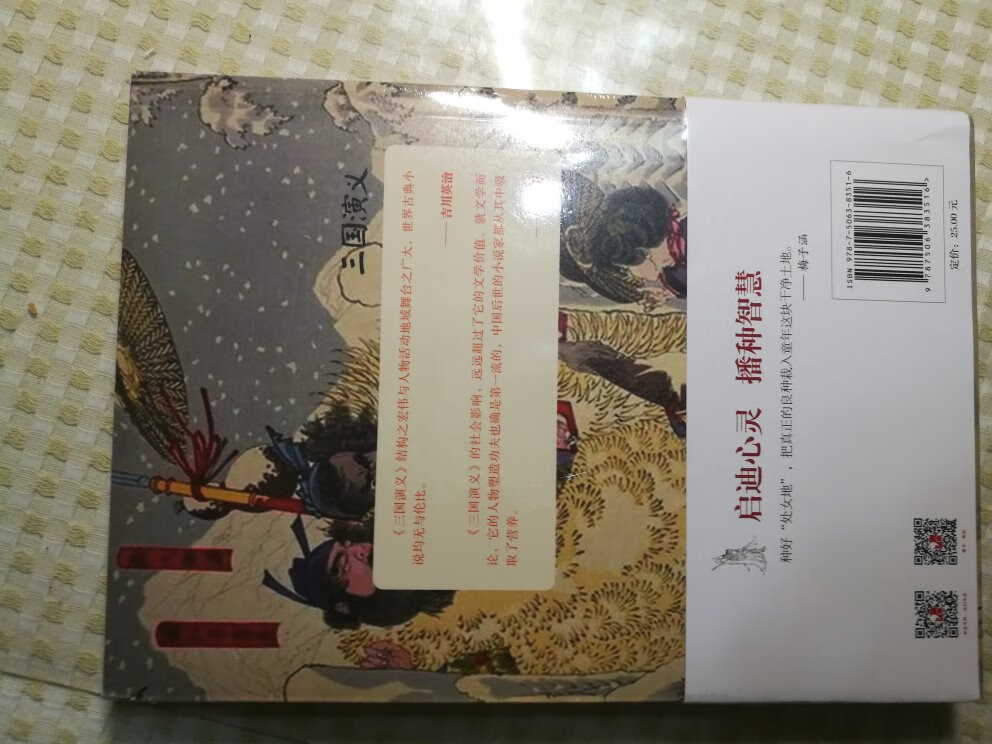 三国演义
《三国演义》结构之宏伟与人物活动地域舞台之广大，世界古典小
说均无与伦比。
—— 吉川英治
《三国演义》的社会影响，远远超过了它的文学价值。就文学而
论，它的人物塑造功夫也确是第一流的，中国后世的小说家都从其中吸
取了营养。
启迪心灵 播种智慧
种好“处女地”，把真正的良种栽入童年这块干净土地。
—— 梅子涵
ISBN 978-7-5063-8351-6
9 787506 383516 >
定价：25.00 元